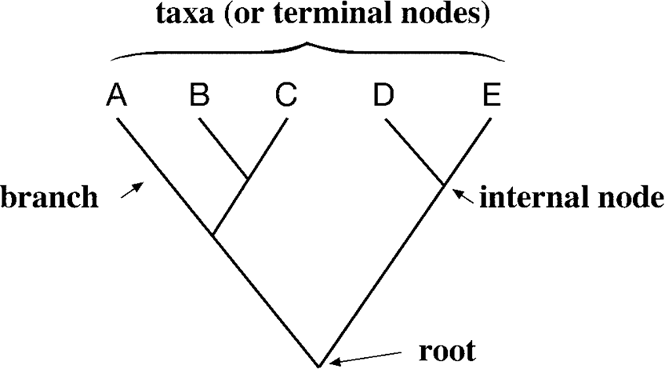 taxa (or terminal nodes)
A B C D E
branch
internal node
root